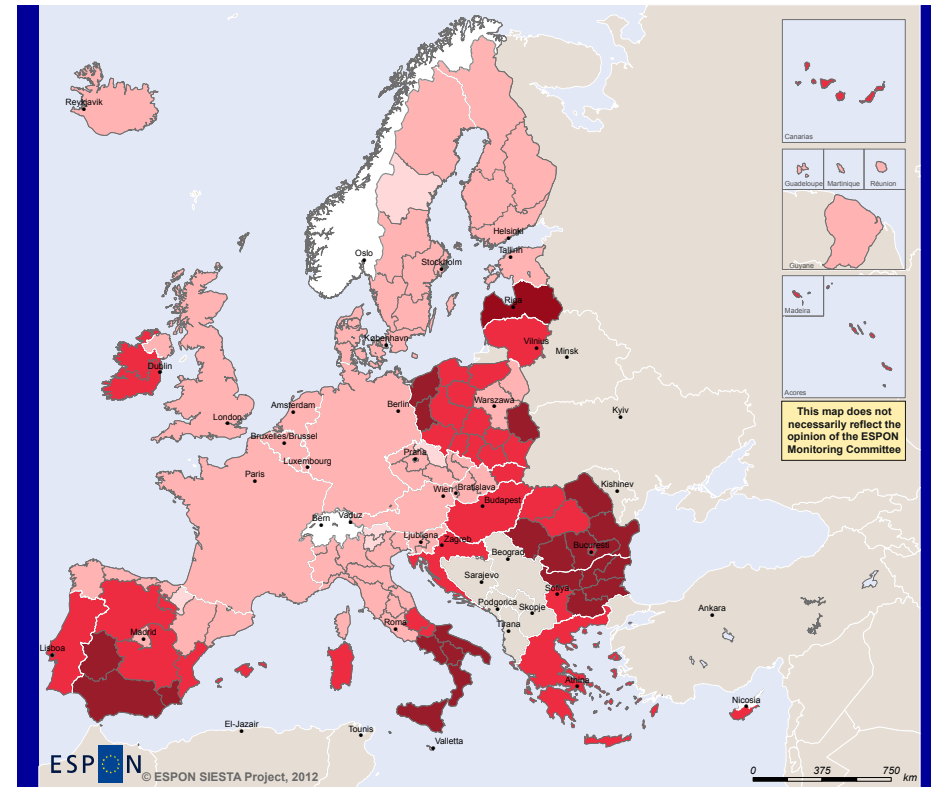 Reykjavik
Canarias
Guadeloupe
Martinique
Réunion
Guyane
Helsinki
Tallinn
Oslo
Stockholm
Madeira
Riga
København
Vilnius
Minsk
Dublin
Acores
This map does not
necessarily reflect the
opinion of the ESPON
Monitoring Committee
Amsterdam
Berlin
Warszawa
London
Kyiv
Bruxelles/Brussel
Luxembourg
Praha
Paris
Wien
Bratislava
Kishinev
Budapest
Bern
Vaduz
Ljubljana
Zagreb
Beograd
Bucuresti
Sarajevo
Sofiya
Podgorica
Skopje
Ankara
Roma
Tirana
Madrid
Lisboa
Athina
Nicosia
El-Jazair
Tounis
Valletta
ESPON
© ESPON SIESTA Project, 2012
0 375 750
km